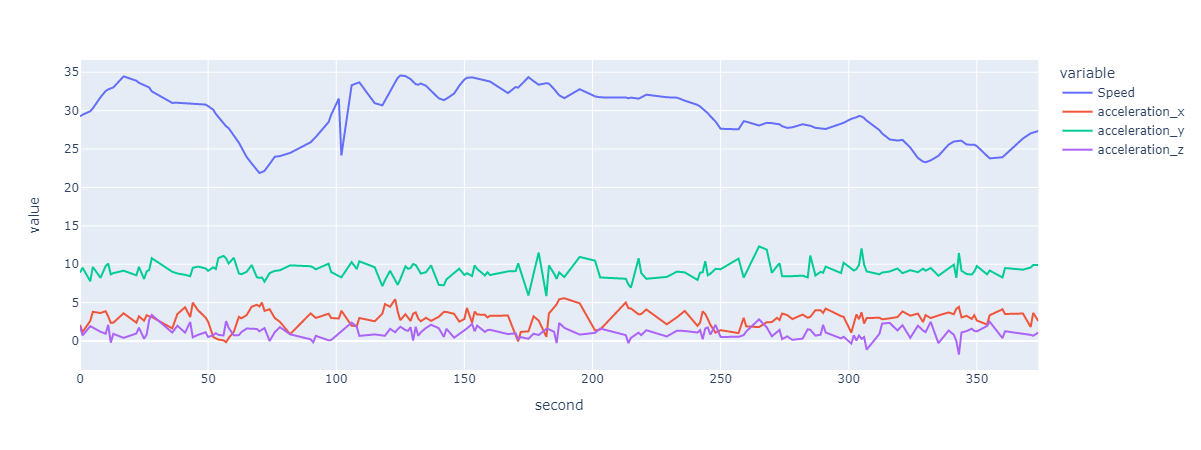 35
30
25
20
15
10
5
0
value
0 50 100 150 200 250 300 350
second
variable
Speed
acceleration_x
acceleration_y
acceleration_z